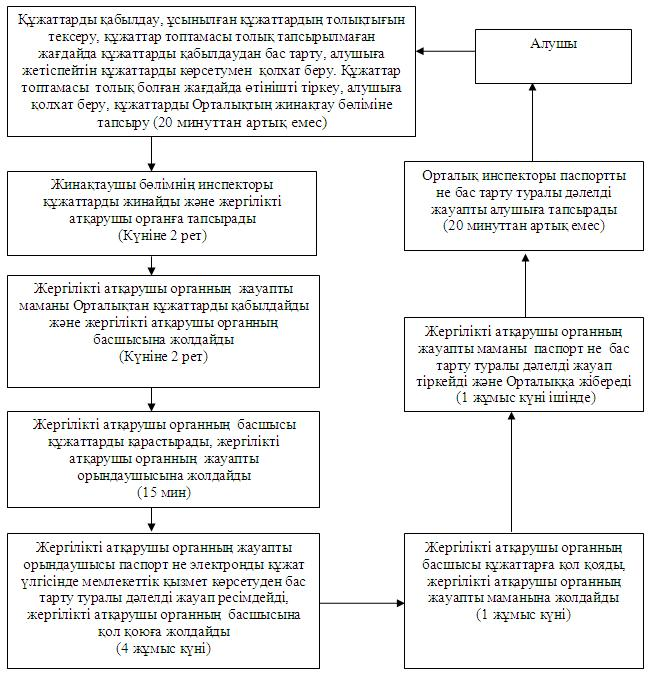 Құжаттарды қабылдау, ұсынылған құжаттардың толықтығын
тексеру, құжаттар топтамасы толық тапсырылмаған
жағдайда құжаттарды қабылдаудан бас тарту, алушыға
жетіспейтін құжаттарды көрсетумен қолхат беру. Құжаттар
топтамасы толық болған жағдайда өтінішті тіркеу, алушыға
қолхат беру, құжаттарды Орталықтың жинақтау бөліміне
тапсыру (20 минуттан артық емес)
Алушы
Жинақтаушы бөлімнің инспекторы
құжаттарды жинайды және жергілікті
атқарушы органға тапсырады
(Күніне 2 рет)
Жергілікті атқарушы органның жауапты
маманы Орталықтан құжаттарды қабылдайды
және жергілікті атқарушы органның
басшысына жолдайды
(Күніне 2 рет)
Жергілікті атқарушы органның басшысы
құжаттарды қарастырады, жергілікті
атқарушы органның жауапты
орындаушысына жолдайды
(15 мин)
Жергілікті атқарушы органның жауапты
орындаушысы паспорт не электронды құжат
үлгісінде мемлекеттік қызмет көрсетуден бас
тарту туралы дәлелді жауап ресімдейді,
жергілікті атқарушы органның басшысына
қол қоюға жолдайды
(4 жұмыс күні)
Жергілікті атқарушы органның
басшысы құжаттарға қол қояды,
жергілікті атқарушы органның
жауапты маманына жолдайды
(1 жұмыс күні)
Жергілікті атқарушы органның
жауапты маманы паспорт не бас
тарту туралы дәлелді жауап
тіркейді және Орталыққа жібереді
(1 жұмыс күні ішінде)
Орталық инспекторы паспортты
не бас тарту туралы дәлелді
жауапты алушыға тапсырады
(20 минуттан артық емес)